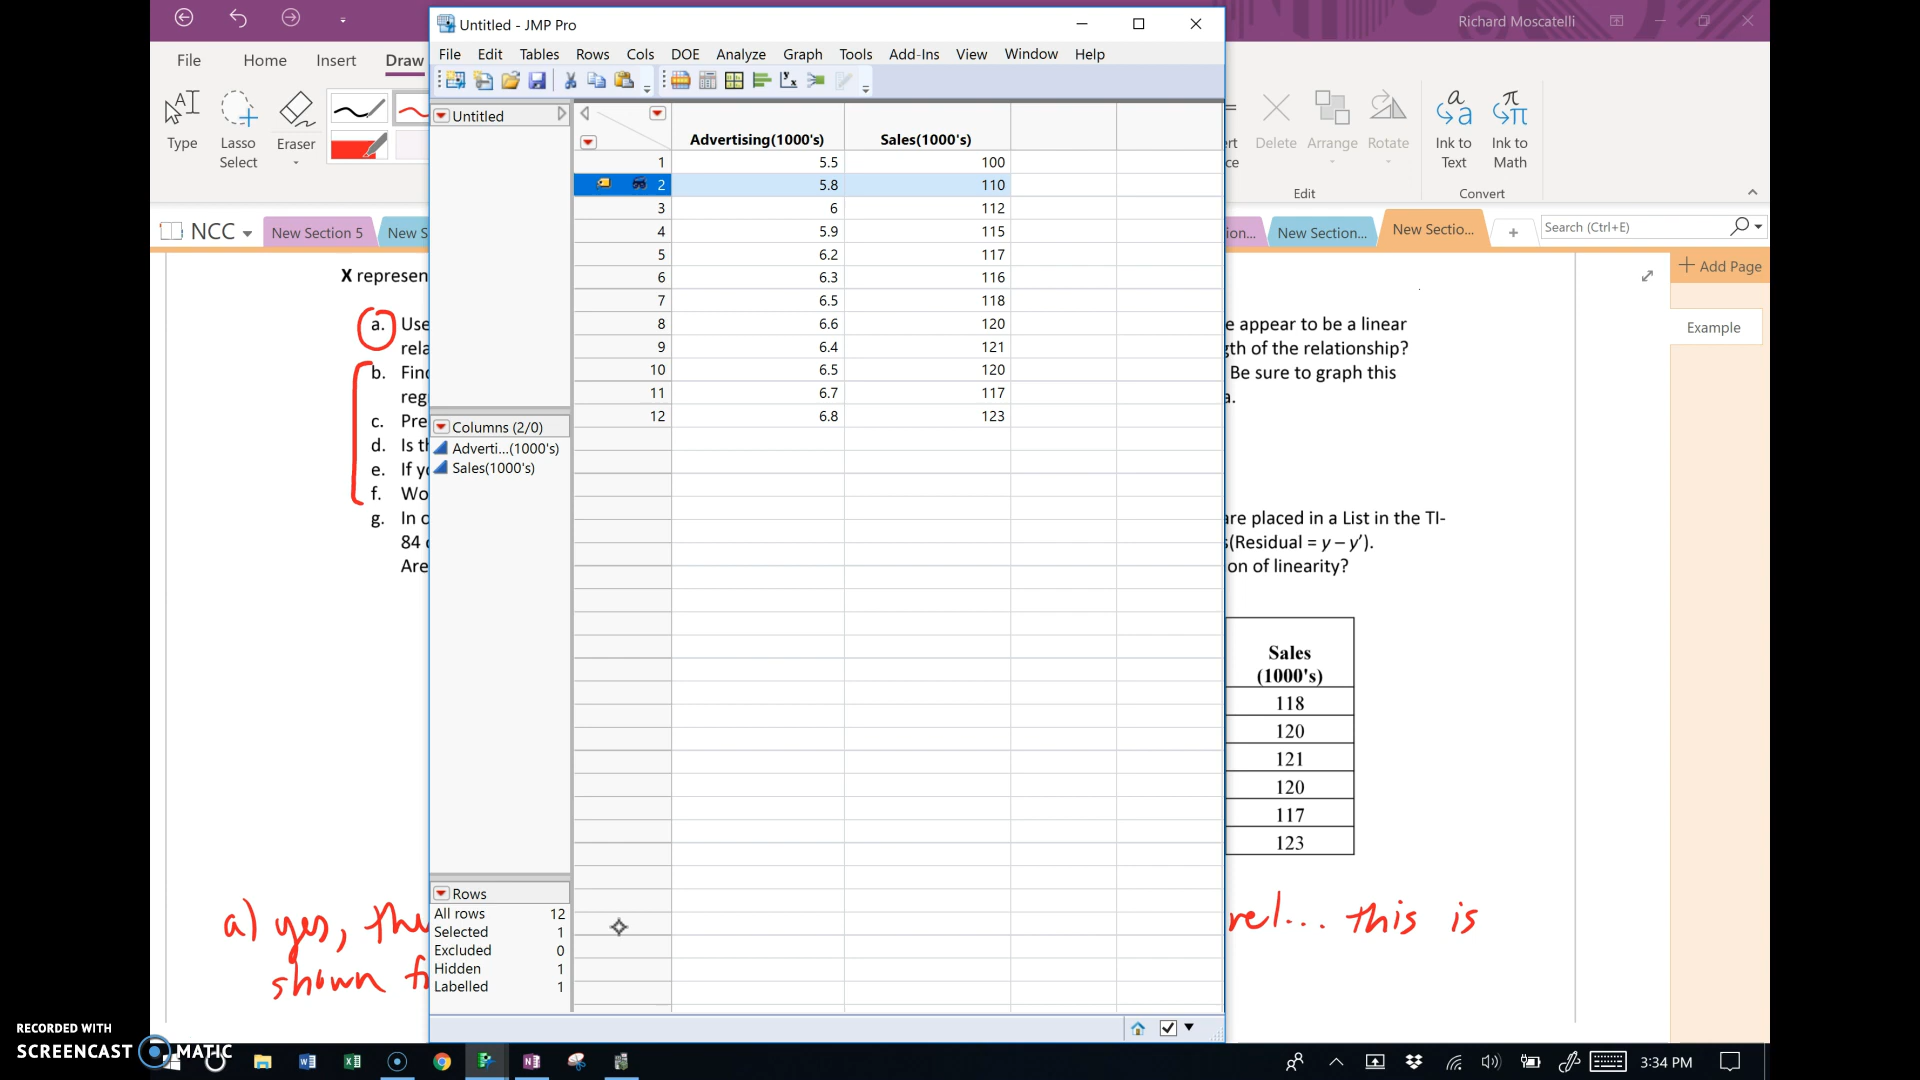 Untitled - JMP Pro
Richard Moscatelli
File Edit Tables Rows Cols DOE Analyze Graph Tools Add-Ins View Window Help
File Home Insert Draw
Type
Lasso Select
Eraser
Delete
Arrange
Rotate
Ink to Text
Ink to Math
Edit
Convert
NCC
New Section 5
New S
ion...
New Section...
New Sectio...
Search (Ctrl+E)
Add Page
Example
Untitled
Columns (2/0)
Adverti...(1000's)
Sales(1000's)
Rows
All rows 12
Selected 1
Excluded 0
Hidden 1
Labelled 1
Advertising(1000's) Sales(1000's)
1 5.5 100
2 5.8 110
3 6 112
4 5.9 115
5 6.2 117
6 6.3 116
7 6.5 118
8 6.6 120
9 6.4 121
10 6.5 120
11 6.7 117
12 6.8 123
X represen
a. Use
e appear to be a linear
rela
gth of the relationship?
b. Find
Be sure to graph this
reg
a.
c. Pre
d. Is th
e. If yo
f. Wo
g. In o
are placed in a List in the TI-
84 c
s(Residual = y – y′).
Are
on of linearity?
Sales
(1000's)
118
120
121
120
117
123
a) yes, the
rel... this is
shown f
RECORDED WITH
SCREENCAST MATIC
3:34 PM